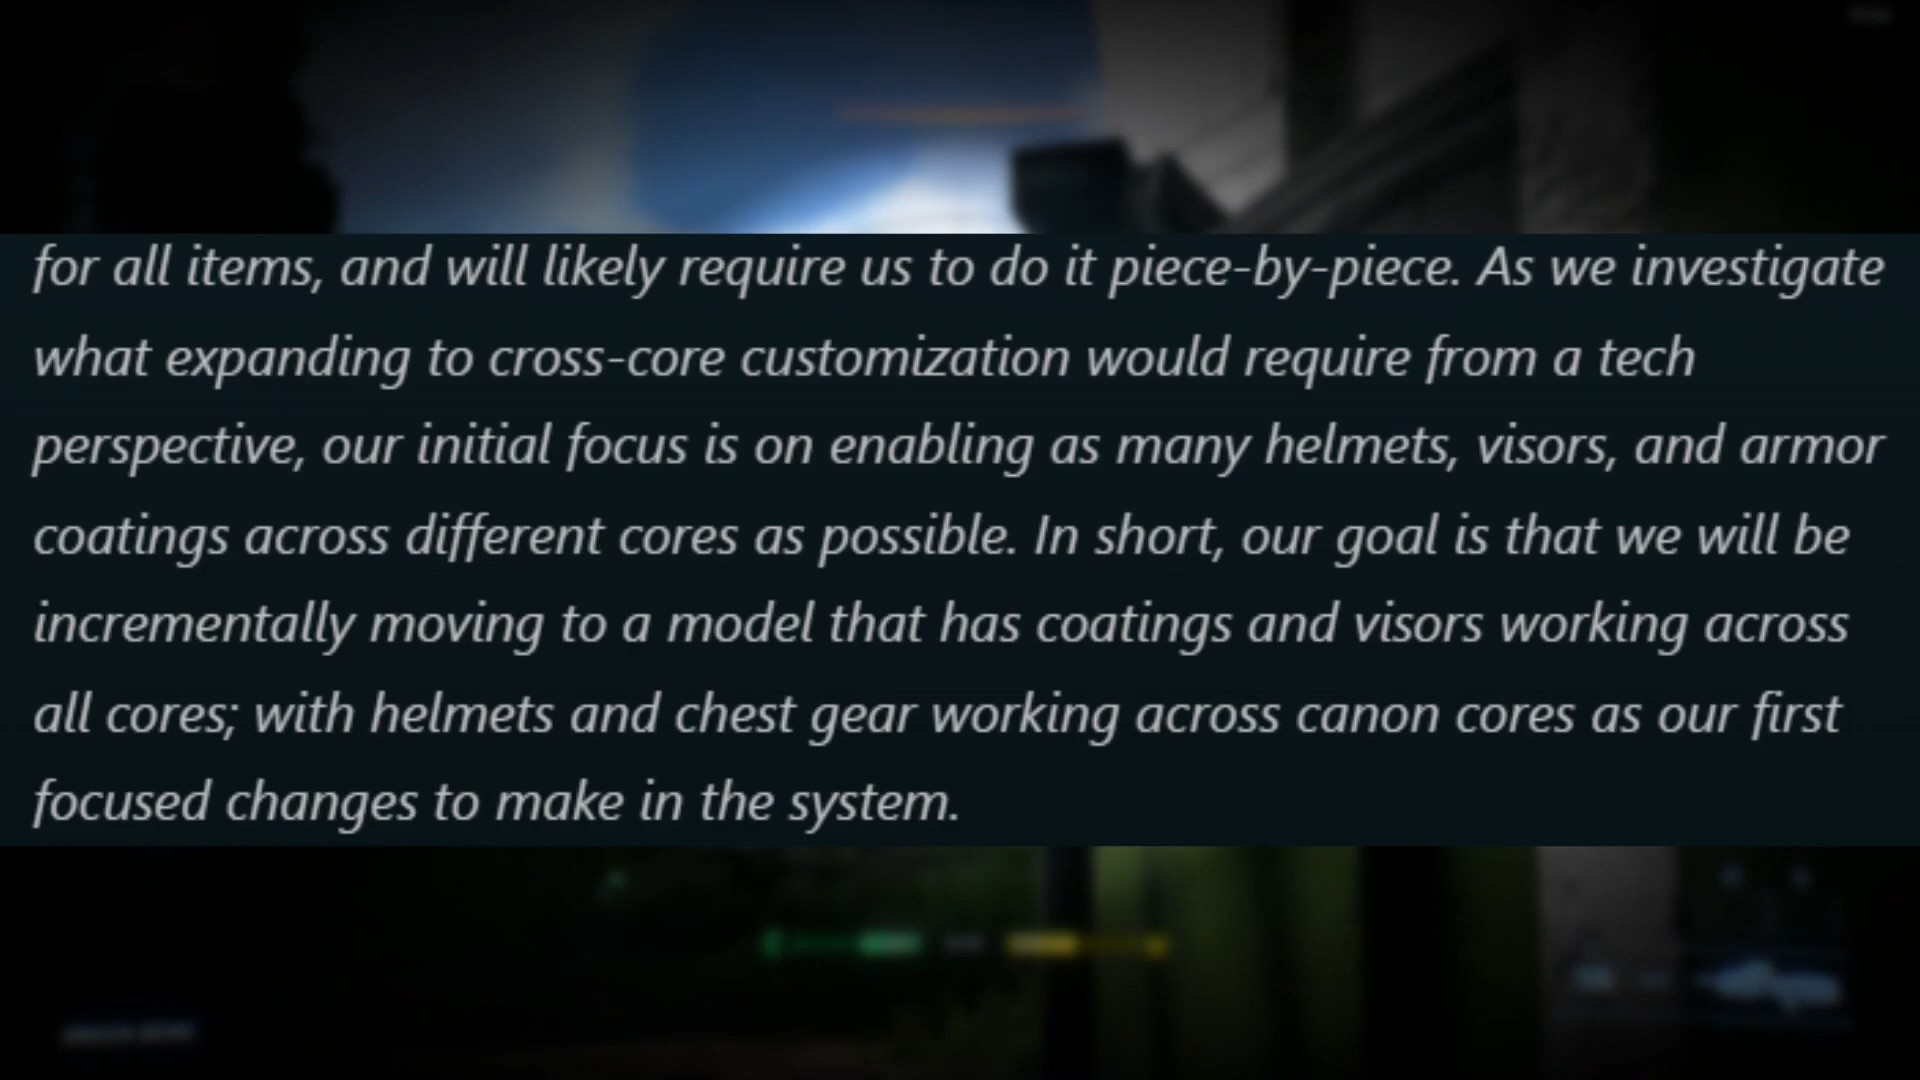 for all items, and will likely require us to do it piece-by-piece. As we investigate
what expanding to cross-core customization would require from a tech
perspective, our initial focus is on enabling as many helmets, visors, and armor
coatings across different cores as possible. In short, our goal is that we will be
incrementally moving to a model that has coatings and visors working across
all cores; with helmets and chest gear working across canon cores as our first
focused changes to make in the system.